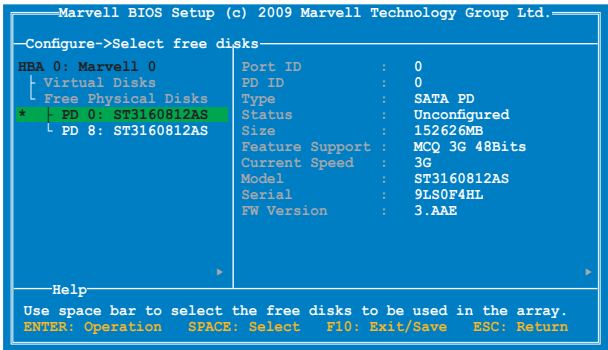 Marvell BIOS Setup (c) 2009 Marvell Technology Group Ltd.
Configure->Select free disks
HBA 0: Marvell 0
Virtual Disks
Free Physical Disks
* PD 0: ST3160812AS
PD 8: ST3160812AS
Port ID : 0
PD ID : 0
Type : SATA PD
Status : Unconfigured
Size : 152626MB
Feature Support : MCQ 3G 48Bits
Current Speed : 3G
Model : ST3160812AS
Serial : 9LS0F4HL
FW Version : 3.AAE
Help
Use space bar to select the free disks to be used in the array.
ENTER: Operation SPACE: Select F10: Exit/Save ESC: Return